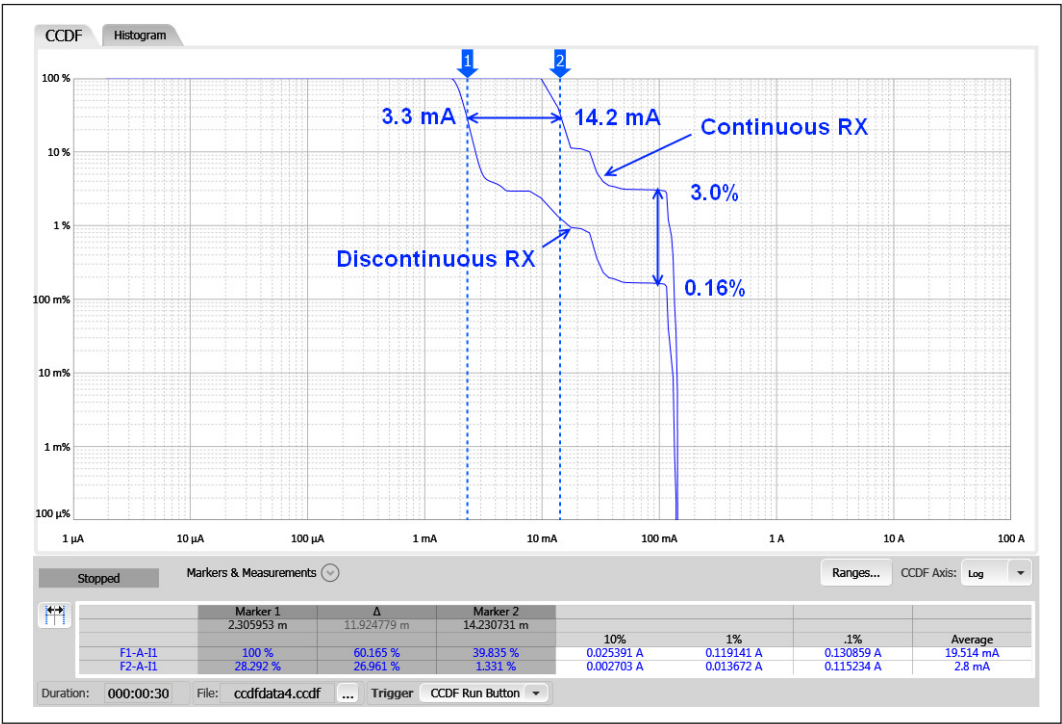 CCDF Histogram
1 2
100 %
3.3 mA 14.2 mA Continuous RX
10 %
3.0%
1 %
Discontinuous RX
0.16%
100 m%
10 m%
1 m%
100 µ%
1 µA 10 µA 100 µA 1 mA 10 mA 100 mA 1 A 10 A 100 A
Stopped Markers & Measurements Ranges... CCDF Axis: Log
Marker 1 Δ Marker 2
2.305953 m 11.924779 m 14.230731 m
10% 1% .1% Average
F1-A-I1 100 % 60.165 % 39.835 % 0.025391 A 0.119141 A 0.130859 A 19.514 mA
F2-A-I1 28.292 % 26.961 % 1.331 % 0.002703 A 0.013672 A 0.115234 A 2.8 mA
Duration: 000:00:30 File: ccdfdata4.ccdf ... Trigger CCDF Run Button